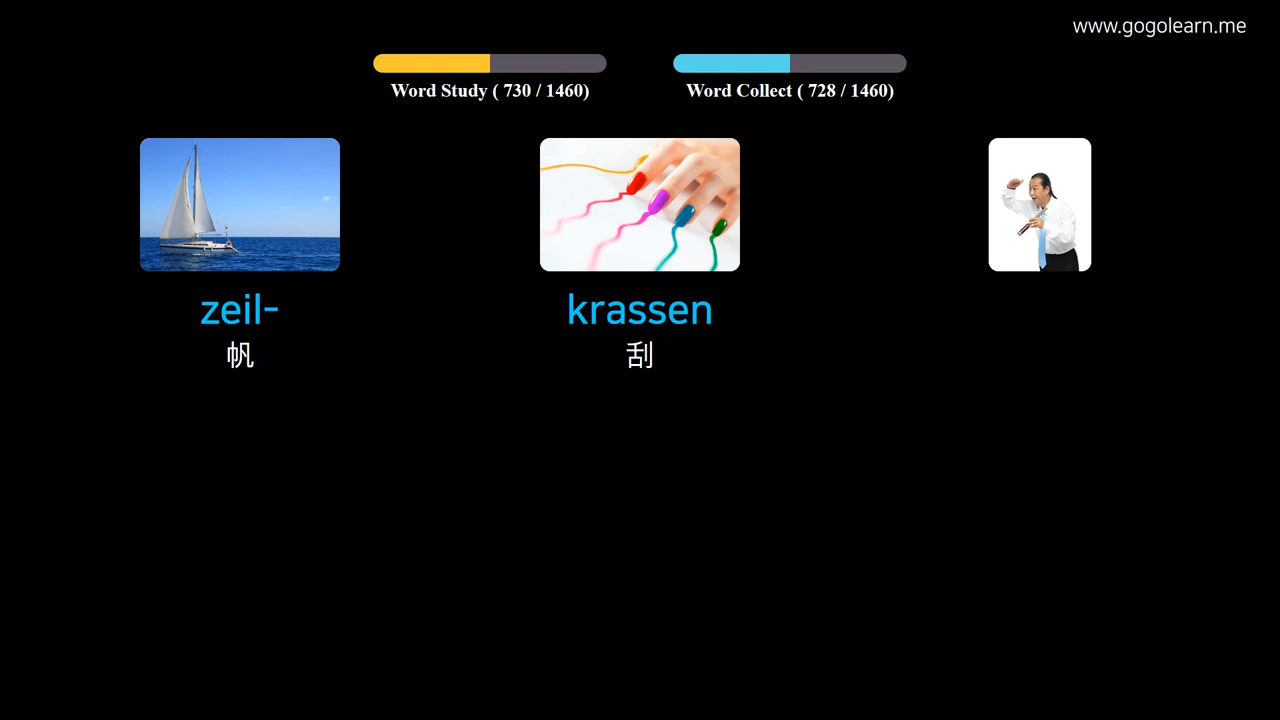 www.gogolearn.me
Word Study ( 730 / 1460)
Word Collect ( 728 / 1460)
zeil-
帆
krassen
刮